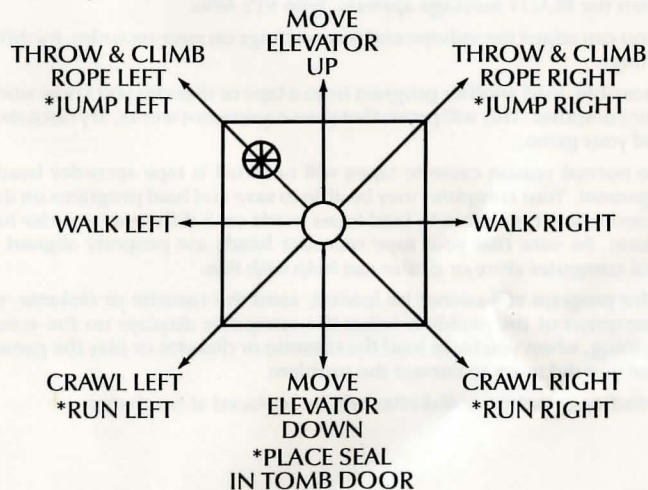 MOVE
ELEVATOR
UP
THROW & CLIMB
ROPE LEFT
*JUMP LEFT
THROW & CLIMB
ROPE RIGHT
*JUMP RIGHT
WALK LEFT
WALK RIGHT
CRAWL LEFT
*RUN LEFT
MOVE
ELEVATOR
DOWN
*PLACE SEAL
IN TOMB DOOR
CRAWL RIGHT
*RUN RIGHT